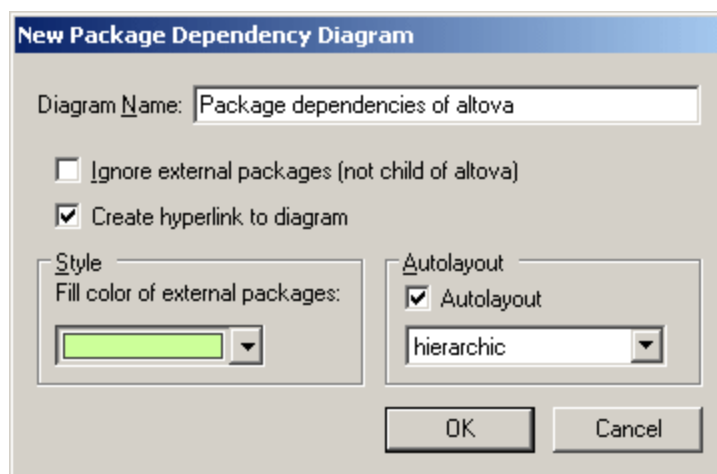 New Package Dependency Diagram
Diagram Name: Package dependencies of altova
Ignore external packages (not child of altova)
Create hyperlink to diagram
Style
Fill color of external packages:
Autolayout
Autolayout
hierarchic
OK
Cancel